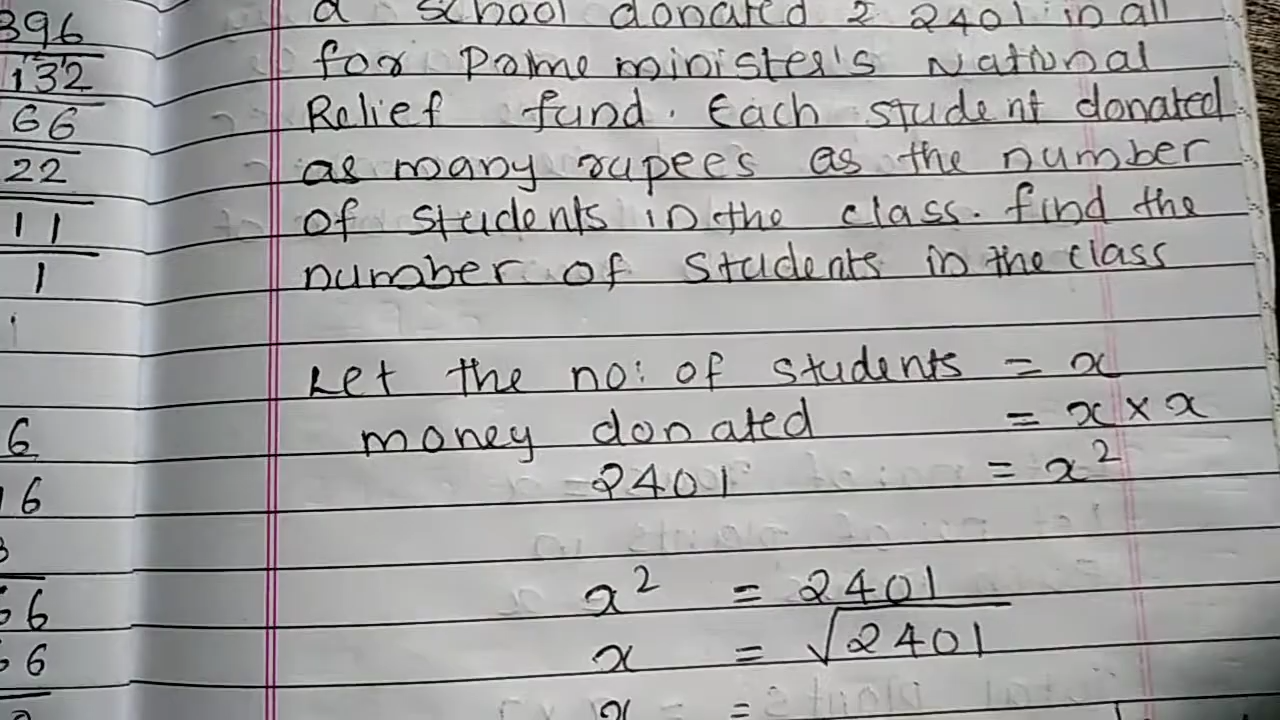 396
132
66
22
11
1
6
16
6
6
a school donated ₹ 2401 in all
for Prime minister's National
Relief fund. Each student donated
as many rupees as the number
of students in the class. find the
number of students in the class
Let the no: of students = x
money donated = x × x
2401 = x²
x² = 2401
x = √2401
x =